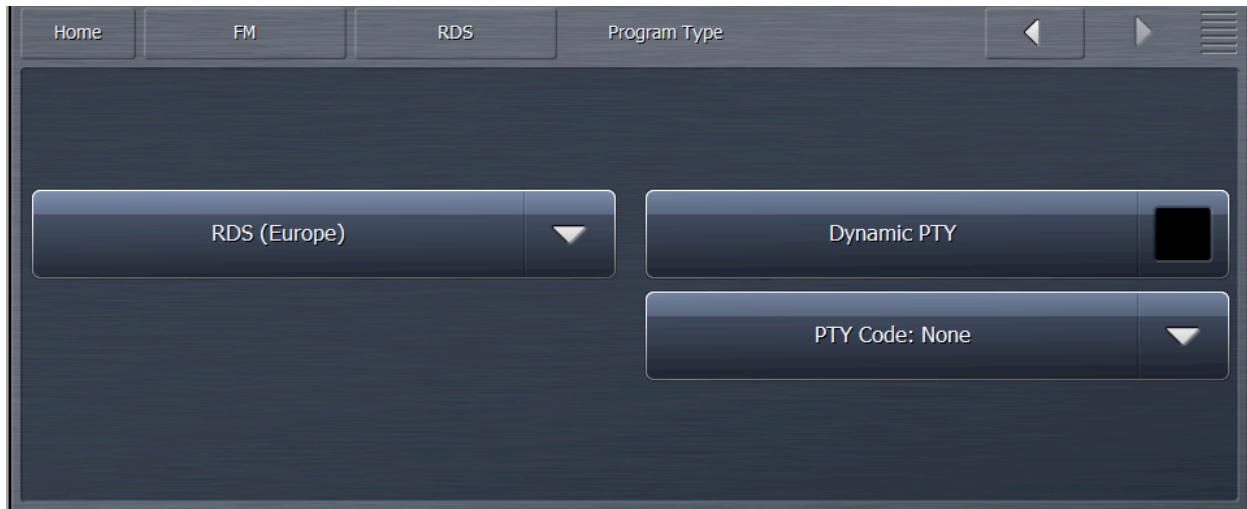 Home FM RDS Program Type
RDS (Europe)
Dynamic PTY
PTY Code: None